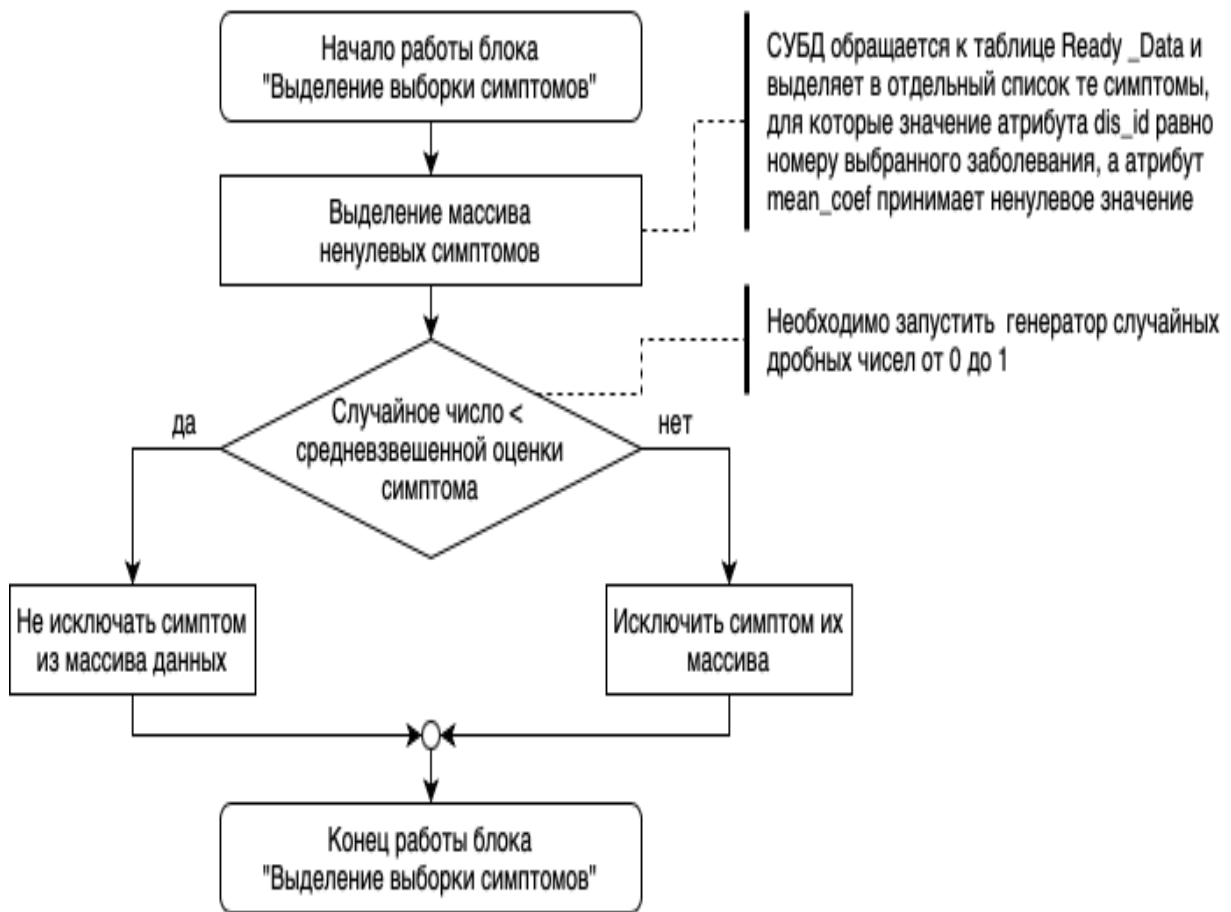 Начало работы блока
"Выделение выборки симптомов"
СУБД обращается к таблице Ready _Data и
выделяет в отдельный список те симптомы,
для которые значение атрибута dis_id равно
номеру выбранного заболевания, а атрибут
mean_coef принимает ненулевое значение
Выделение массива
ненулевых симптомов
Необходимо запустить генератор случайных
дробных чисел от 0 до 1
Случайное число <
средневзвешенной оценки
симптома
да
нет
Не исключать симптом
из массива данных
Исключить симптом их
массива
Конец работы блока
"Выделение выборки симптомов"